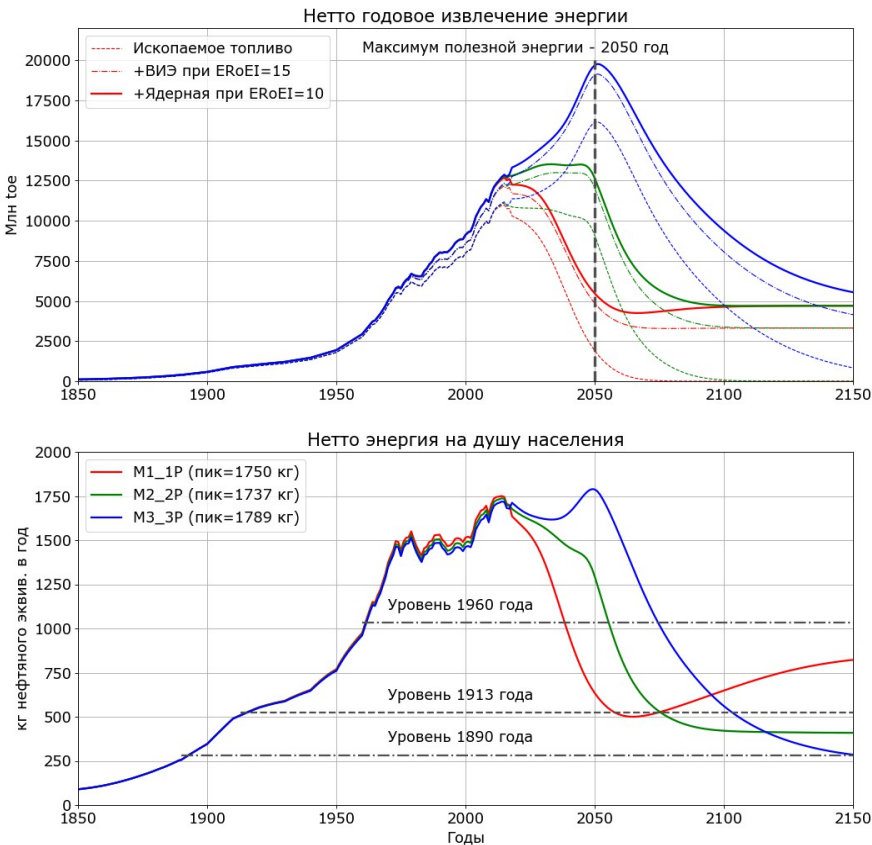 Нетто годовое извлечение энергии
Максимум полезной энергии - 2050 год
Ископаемое топливо
+ВИЭ при ERoEI=15
+Ядерная при ERoEI=10
Млн toe
20000
17500
15000
12500
10000
7500
5000
2500
0
1850 1900 1950 2000 2050 2100 2150
Нетто энергия на душу населения
M1_1P (пик=1750 кг)
M2_2P (пик=1737 кг)
M3_3P (пик=1789 кг)
кг нефтяного эквив. в год
2000
1750
1500
1250
1000
750
500
250
0
Уровень 1960 года
Уровень 1913 года
Уровень 1890 года
1850 1900 1950 2000 2050 2100 2150
Годы